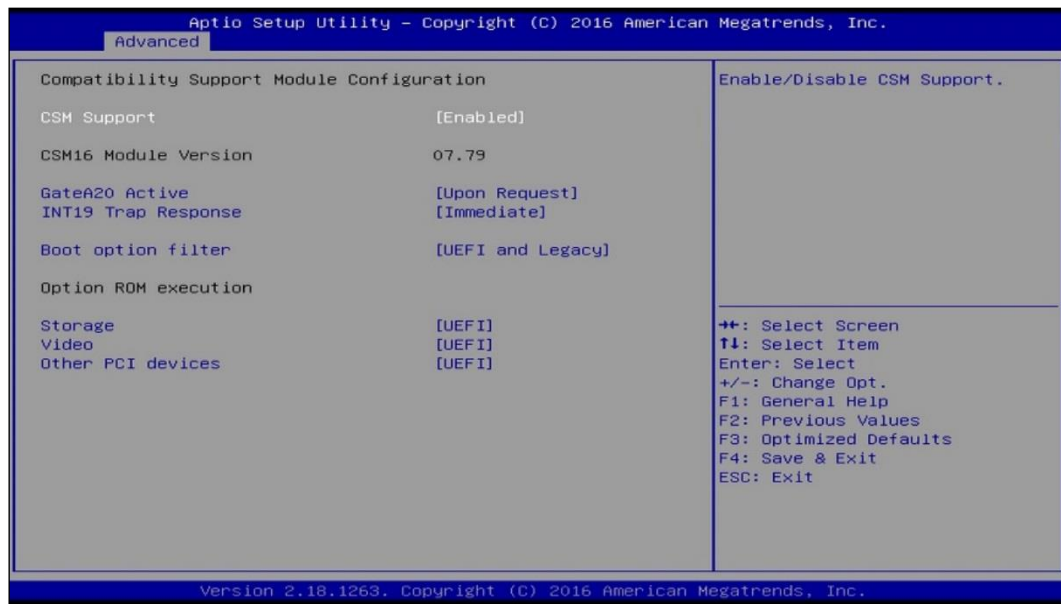 Aptio Setup Utility – Copyright (C) 2016 American Megatrends, Inc.
Advanced
Compatibility Support Module Configuration
CSM Support [Enabled]
CSM16 Module Version 07.79
GateA20 Active [Upon Request]
INT19 Trap Response [Immediate]
Boot option filter [UEFI and Legacy]
Option ROM execution
Storage [UEFI]
Video [UEFI]
Other PCI devices [UEFI]
Enable/Disable CSM Support.
→←: Select Screen
↑↓: Select Item
Enter: Select
+/-: Change Opt.
F1: General Help
F2: Previous Values
F3: Optimized Defaults
F4: Save & Exit
ESC: Exit
Version 2.18.1263. Copyright (C) 2016 American Megatrends, Inc.